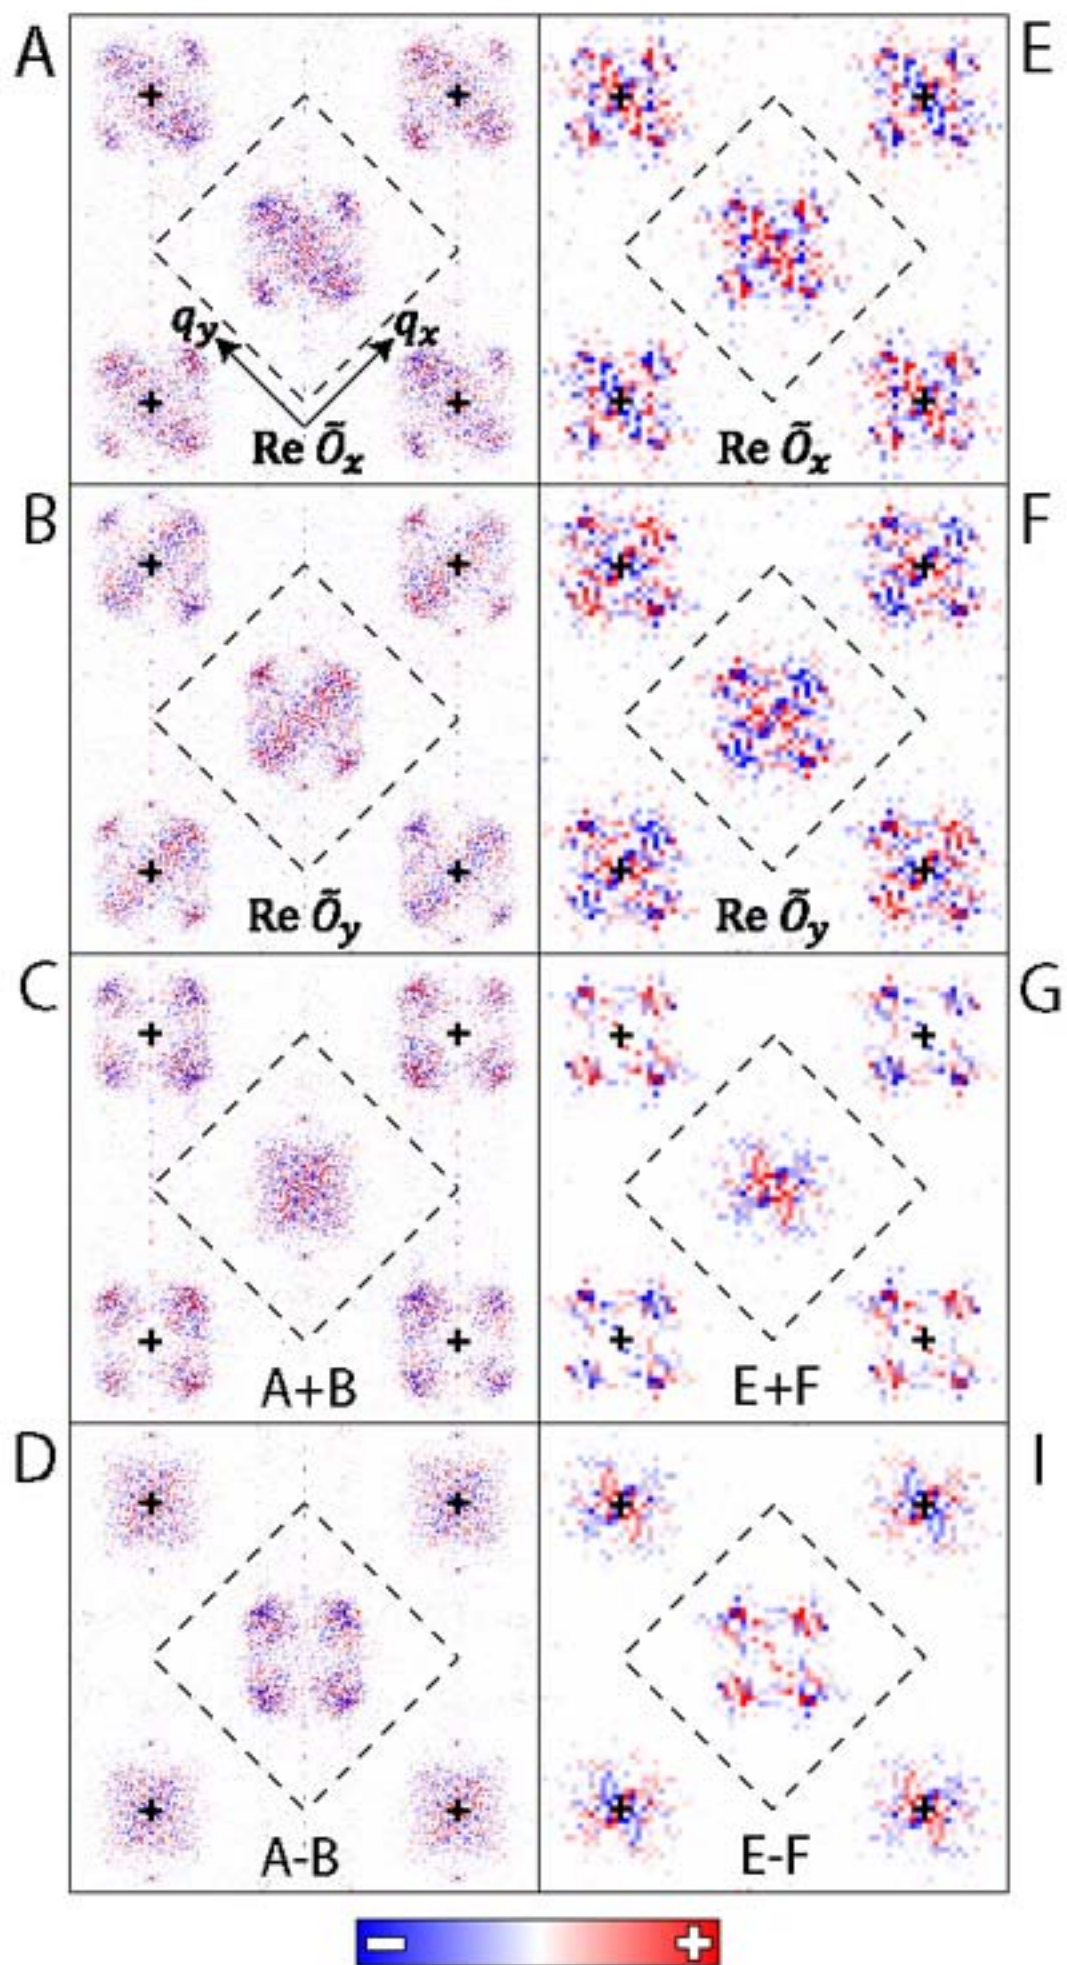 A
E
q_y
q_x
Re Õ_x
Re Õ_x
B
F
Re Õ_y
Re Õ_y
C
G
A+B
E+F
D
I
A-B
E-F
− +